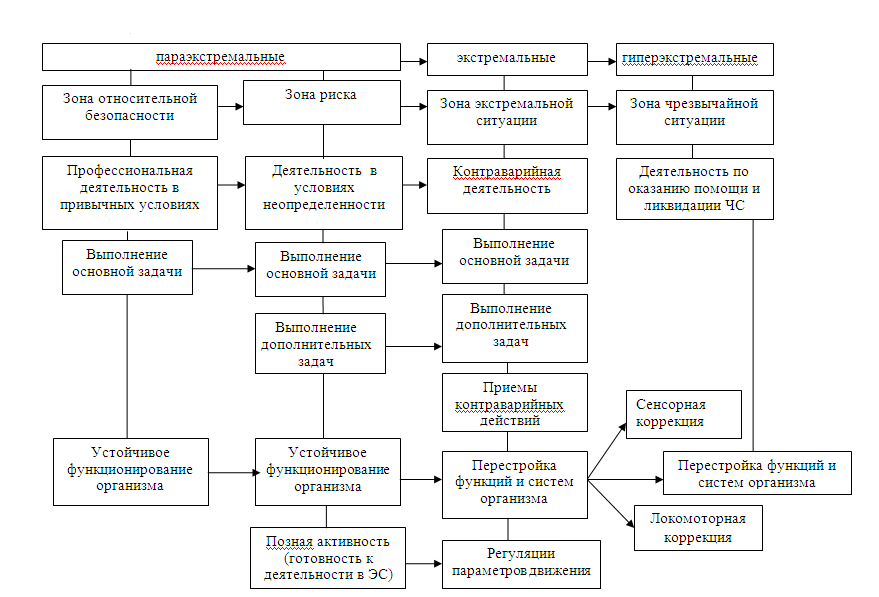 параэкстремальные
экстремальные
гиперэкстремальные
Зона относительной
безопасности
Зона риска
Зона экстремальной
ситуации
Зона чрезвычайной
ситуации
Профессиональная
деятельность в
привычных условиях
Деятельность в
условиях
неопределенности
Контраварийная
деятельность
Деятельность по
оказанию помощи и
ликвидации ЧС
Выполнение
основной задачи
Выполнение
основной задачи
Выполнение
основной задачи
Выполнение
дополнительных
задач
Выполнение
дополнительных
задач
Приемы
контраварийных
действий
Сенсорная
коррекция
Устойчивое
функционирование
организма
Устойчивое
функционирование
организма
Перестройка
функций и систем
организма
Перестройка функций и
систем организма
Локомоторная
коррекция
Позная активность
(готовность к
деятельности в ЭС)
Регуляции
параметров движения